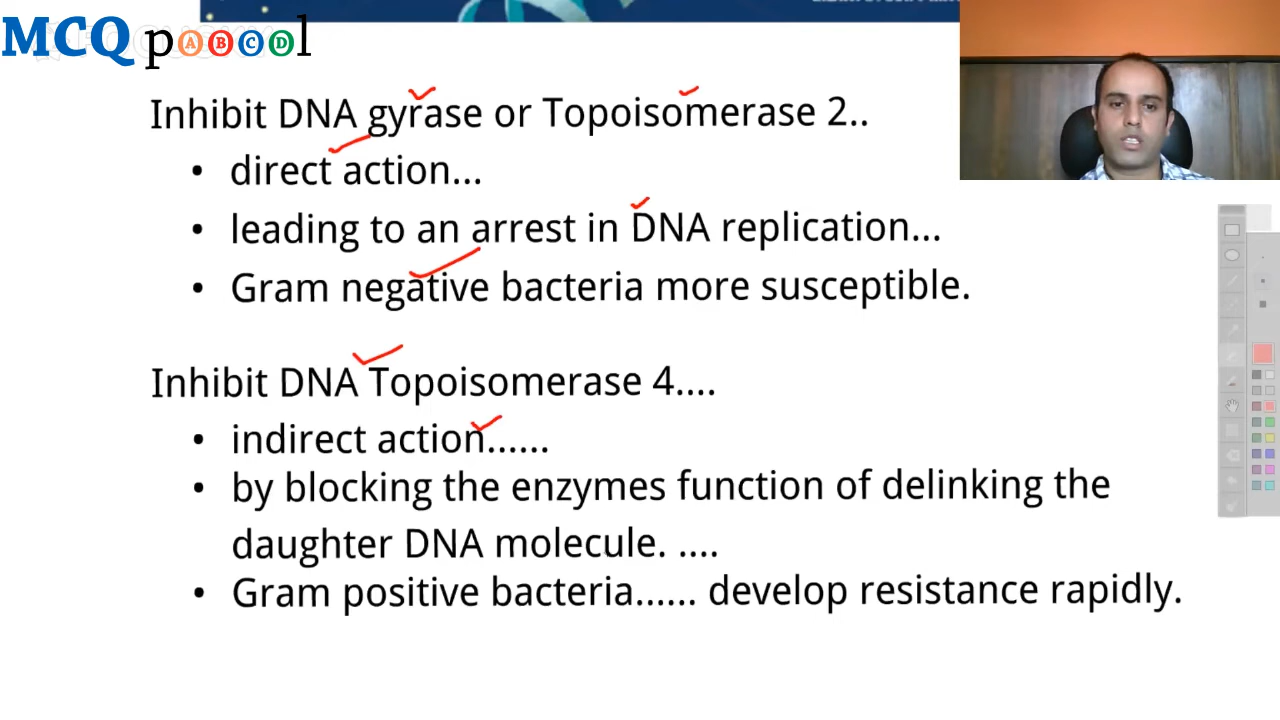 MCQ pABCDl
Inhibit DNA gyrase or Topoisomerase 2..
• direct action...
• leading to an arrest in DNA replication...
• Gram negative bacteria more susceptible.
Inhibit DNA Topoisomerase 4....
• indirect action......
• by blocking the enzymes function of delinking the
daughter DNA molecule. ....
• Gram positive bacteria...... develop resistance rapidly.